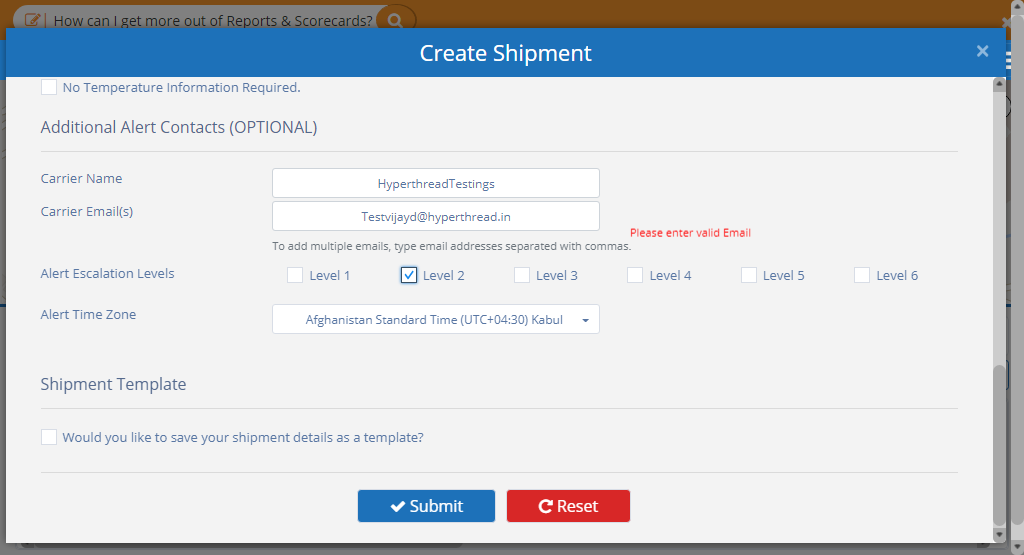 How can I get more out of Reports & Scorecards?
Create Shipment
No Temperature Information Required.
Additional Alert Contacts (OPTIONAL)
Carrier Name
HyperthreadTestings
Carrier Email(s)
Testvijayd@hyperthread.in
Please enter valid Email
To add multiple emails, type email addresses separated with commas.
Alert Escalation Levels
Level 1
Level 2
Level 3
Level 4
Level 5
Level 6
Alert Time Zone
Afghanistan Standard Time (UTC+04:30) Kabul
Shipment Template
Would you like to save your shipment details as a template?
Submit
Reset